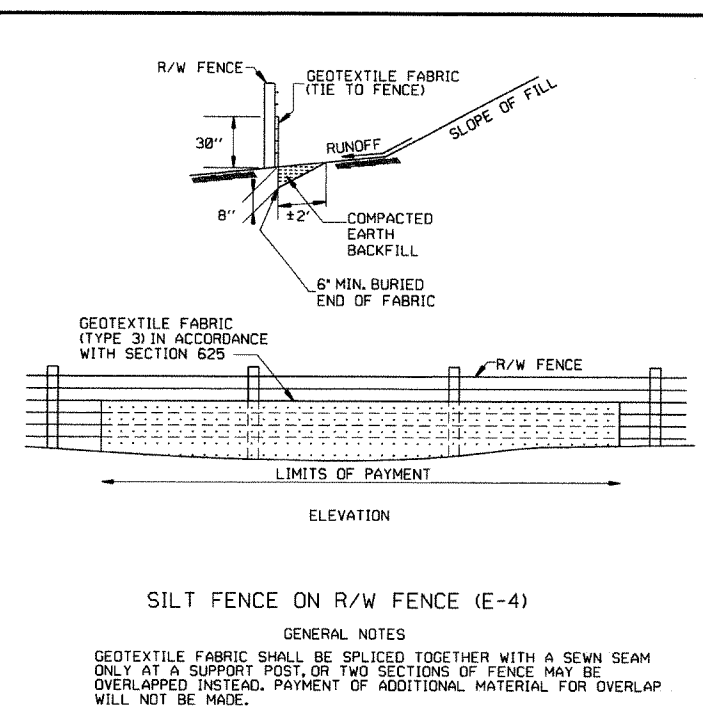 R/W FENCE
GEOTEXTILE FABRIC
(TIE TO FENCE)
SLOPE OF FILL
30"
RUNOFF
8"
±2'
COMPACTED
EARTH
BACKFILL
6" MIN. BURIED
END OF FABRIC
GEOTEXTILE FABRIC
(TYPE 3) IN ACCORDANCE
WITH SECTION 625
R/W FENCE
LIMITS OF PAYMENT
ELEVATION
SILT FENCE ON R/W FENCE (E-4)
GENERAL NOTES
GEOTEXTILE FABRIC SHALL BE SPLICED TOGETHER WITH A SEWN SEAM
ONLY AT A SUPPORT POST, OR TWO SECTIONS OF FENCE MAY BE
OVERLAPPED INSTEAD. PAYMENT OF ADDITIONAL MATERIAL FOR OVERLAP
WILL NOT BE MADE.